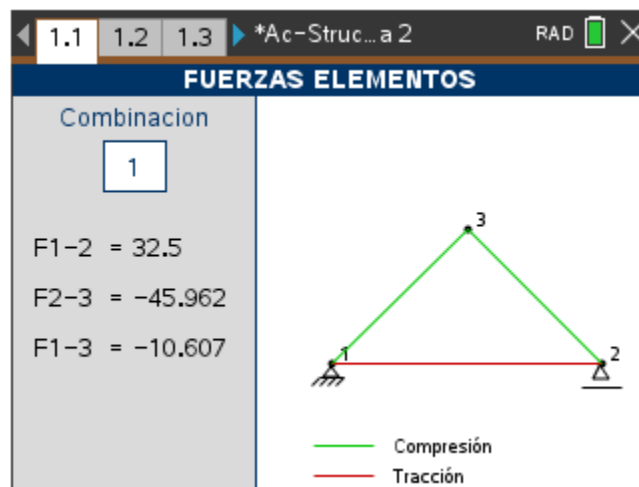 1.1 1.2 1.3 *Ac-Struc...a 2 RAD
FUERZAS ELEMENTOS
Combinacion
1
F1-2 = 32.5
F2-3 = -45.962
F1-3 = -10.607
3
1
2
Compresión
Tracción